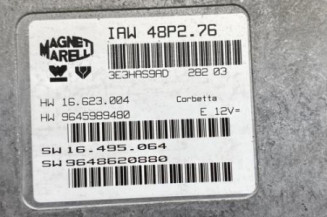 IAW 48P2.76
MAGNETI
MARELLI
3E3HAS9AD 282 03
HW 16.623.004 Corbetta
HW 9645989480 E 12V=
SW 16.495.064
SW 9648620880